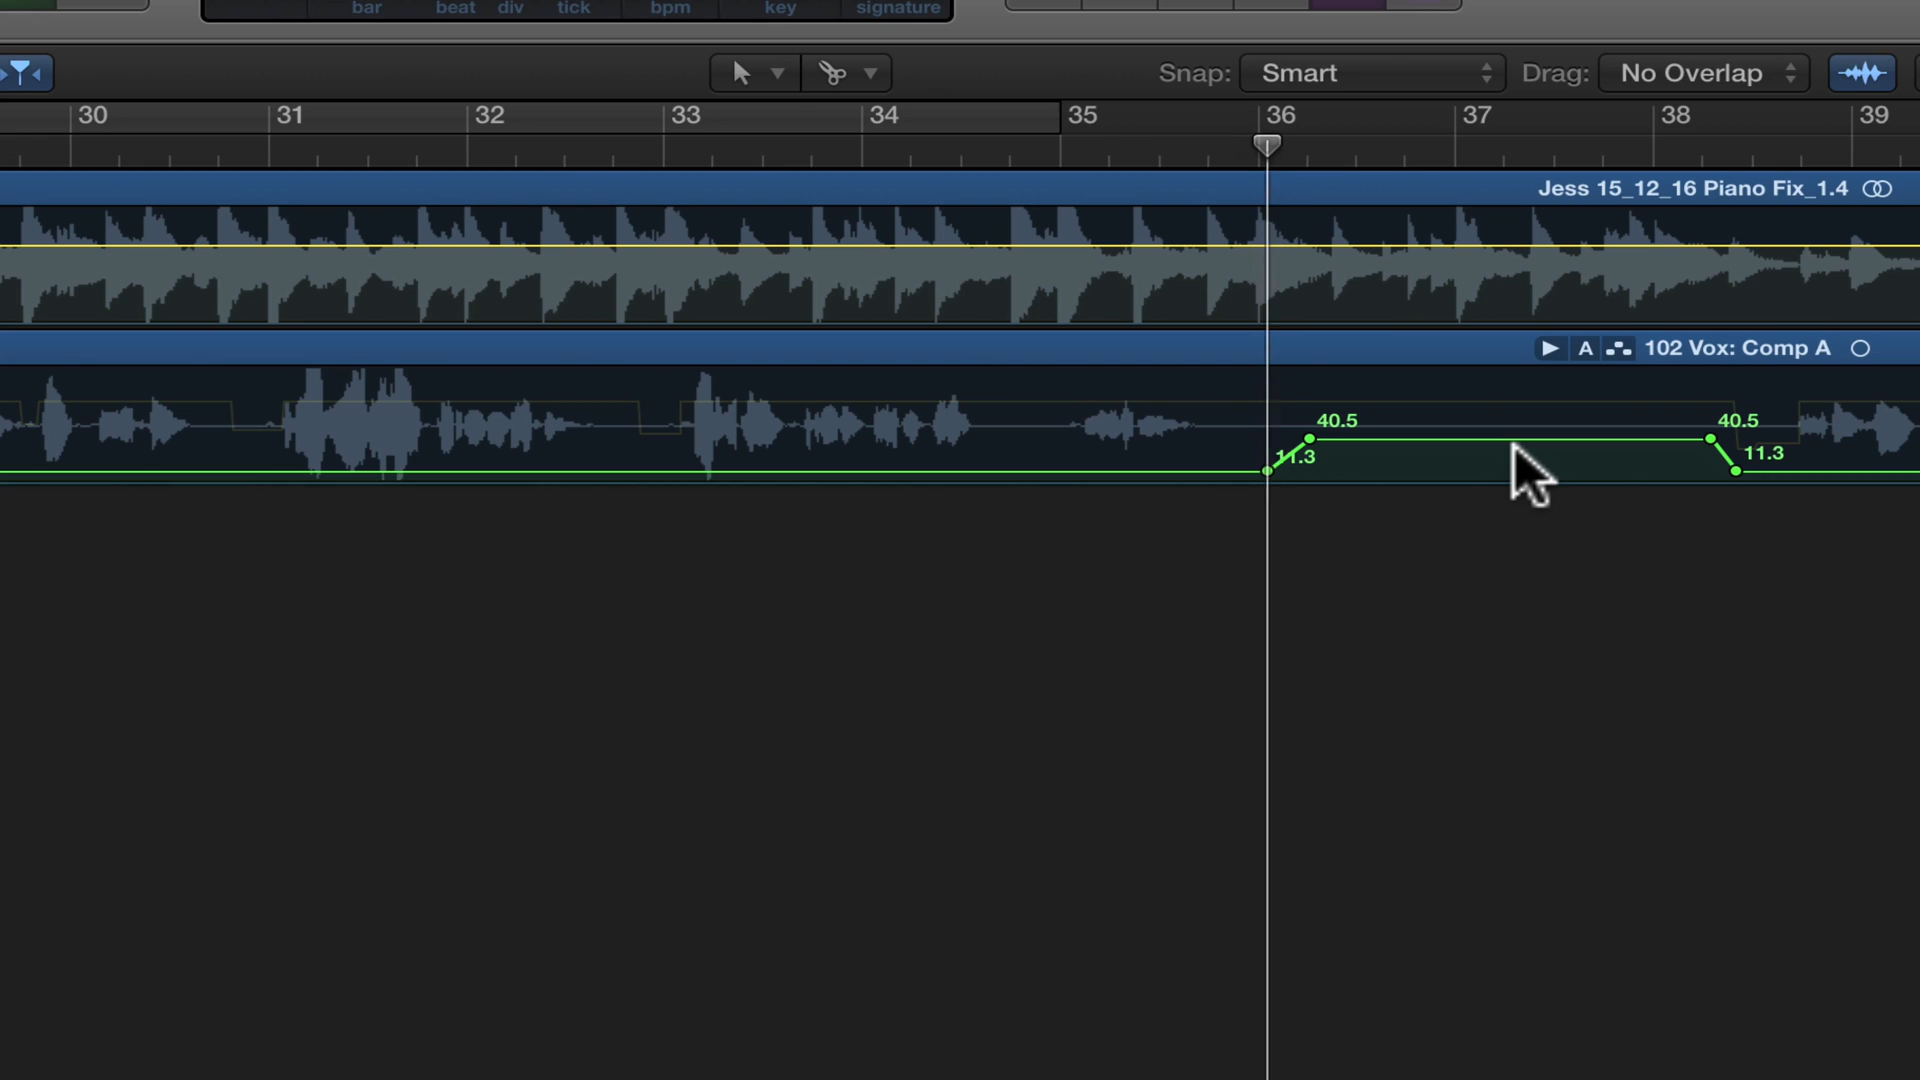 bar beat div tick bpm key signature
Snap: Smart Drag: No Overlap
30 31 32 33 34 35 36 37 38 39
Jess 15_12_16 Piano Fix_1.4
A 102 Vox: Comp A
40.5 40.5
11.3 11.3